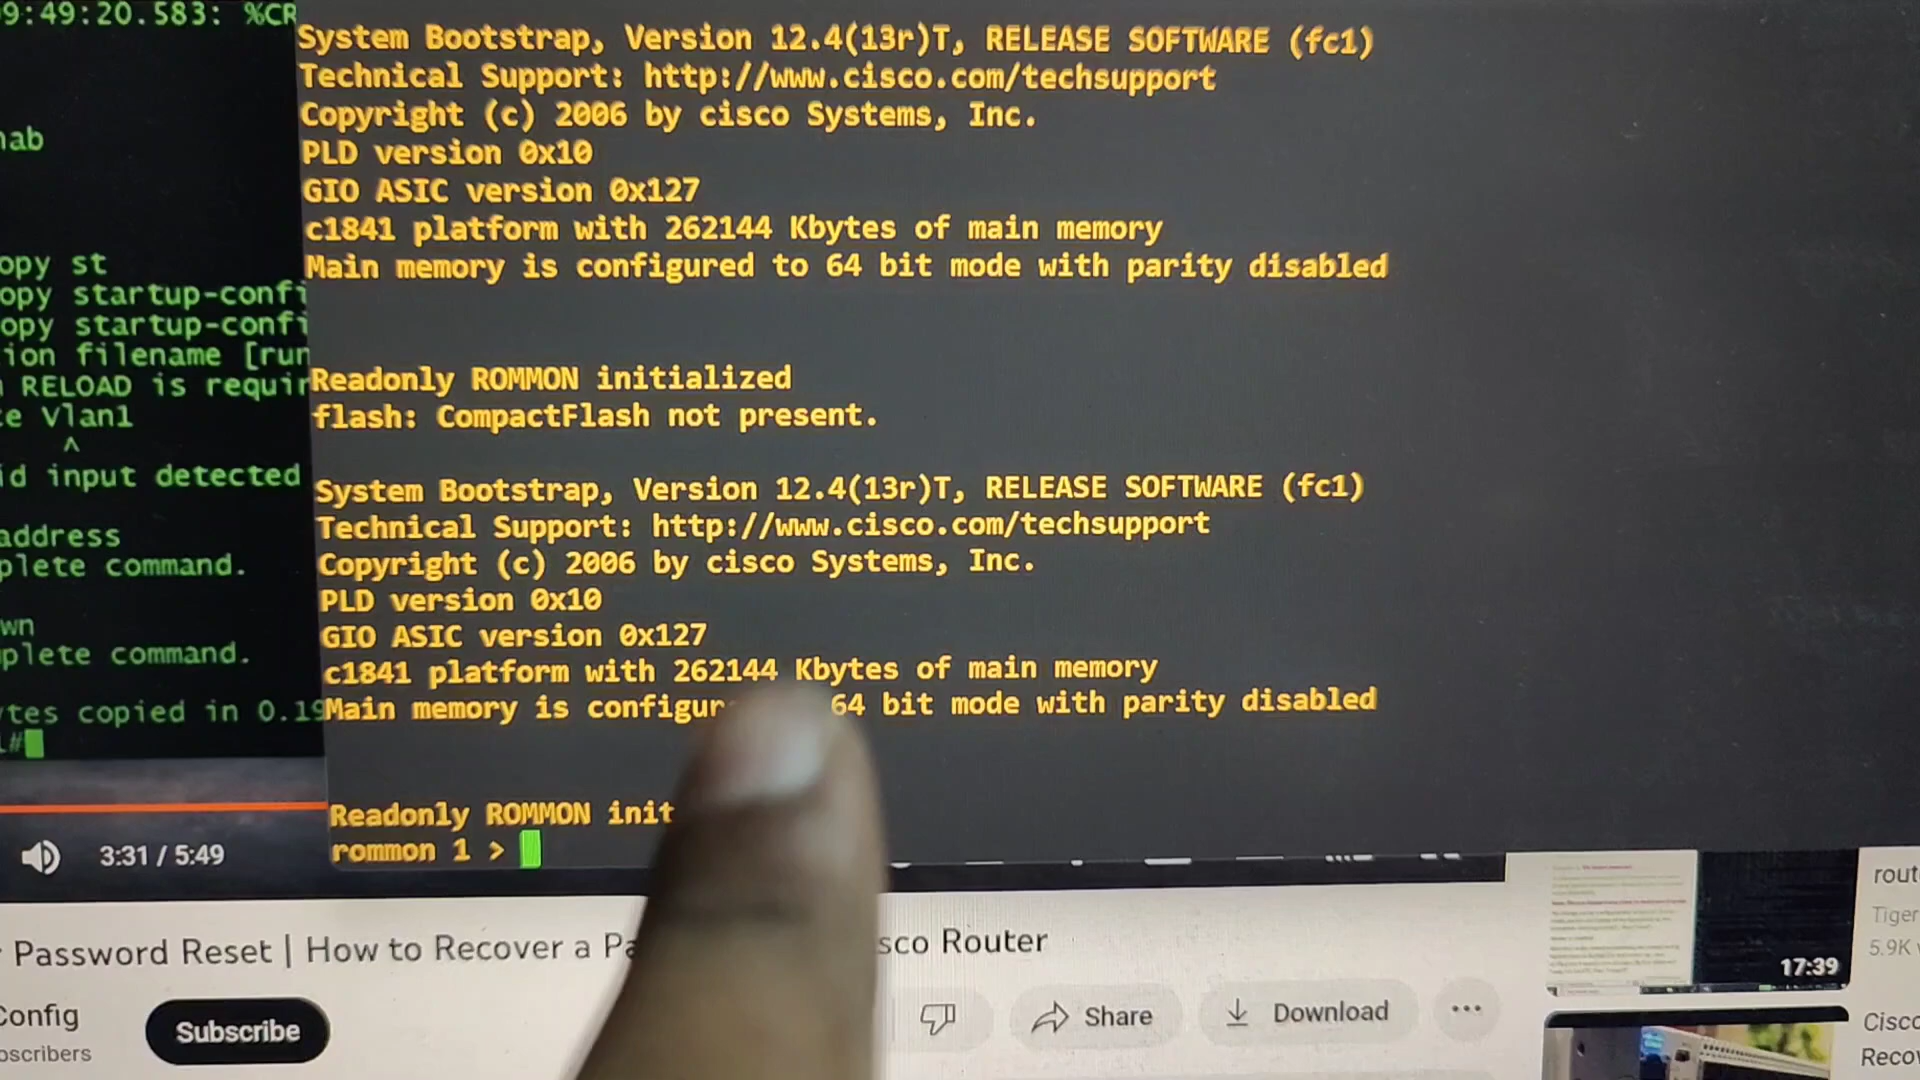 9:49:20.583: %CR
nab
opy st
opy startup-confi
opy startup-confi
ion filename [run
RELOAD is requir
e Vlan1
^
id input detected
address
plete command.
wn
plete command.
tes copied in 0.19
#
System Bootstrap, Version 12.4(13r)T, RELEASE SOFTWARE (fc1)
Technical Support: http://www.cisco.com/techsupport
Copyright (c) 2006 by cisco Systems, Inc.
PLD version 0x10
GIO ASIC version 0x127
c1841 platform with 262144 Kbytes of main memory
Main memory is configured to 64 bit mode with parity disabled
Readonly ROMMON initialized
flash: CompactFlash not present.
System Bootstrap, Version 12.4(13r)T, RELEASE SOFTWARE (fc1)
Technical Support: http://www.cisco.com/techsupport
Copyright (c) 2006 by cisco Systems, Inc.
PLD version 0x10
GIO ASIC version 0x127
c1841 platform with 262144 Kbytes of main memory
Main memory is configur 64 bit mode with parity disabled
Readonly ROMMON init
rommon 1 >
3:31 / 5:49
Password Reset | How to Recover a Pa sco Router
Config
Subscribe
oscribers
Share
Download
17:39
rout
Tiger
5.9K v
Cisco
Reco